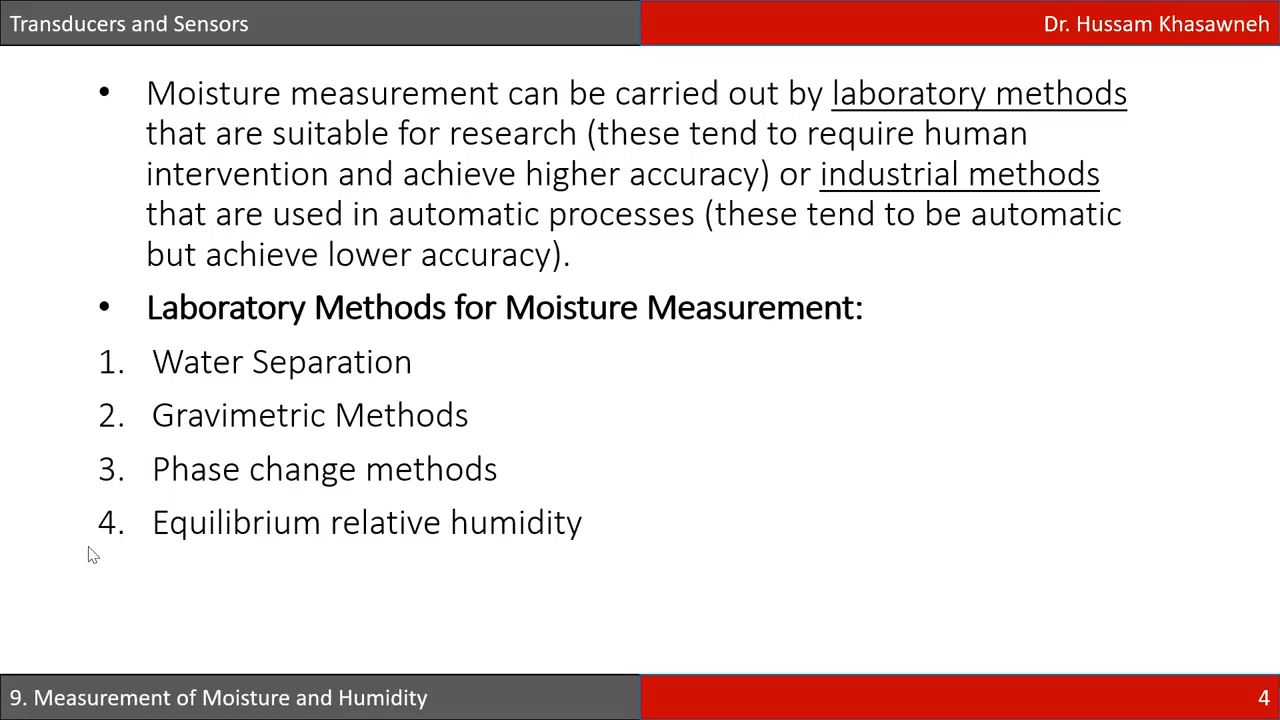 Transducers and Sensors
Dr. Hussam Khasawneh
• Moisture measurement can be carried out by laboratory methods
that are suitable for research (these tend to require human
intervention and achieve higher accuracy) or industrial methods
that are used in automatic processes (these tend to be automatic
but achieve lower accuracy).
• Laboratory Methods for Moisture Measurement:
1. Water Separation
2. Gravimetric Methods
3. Phase change methods
4. Equilibrium relative humidity
9. Measurement of Moisture and Humidity
4